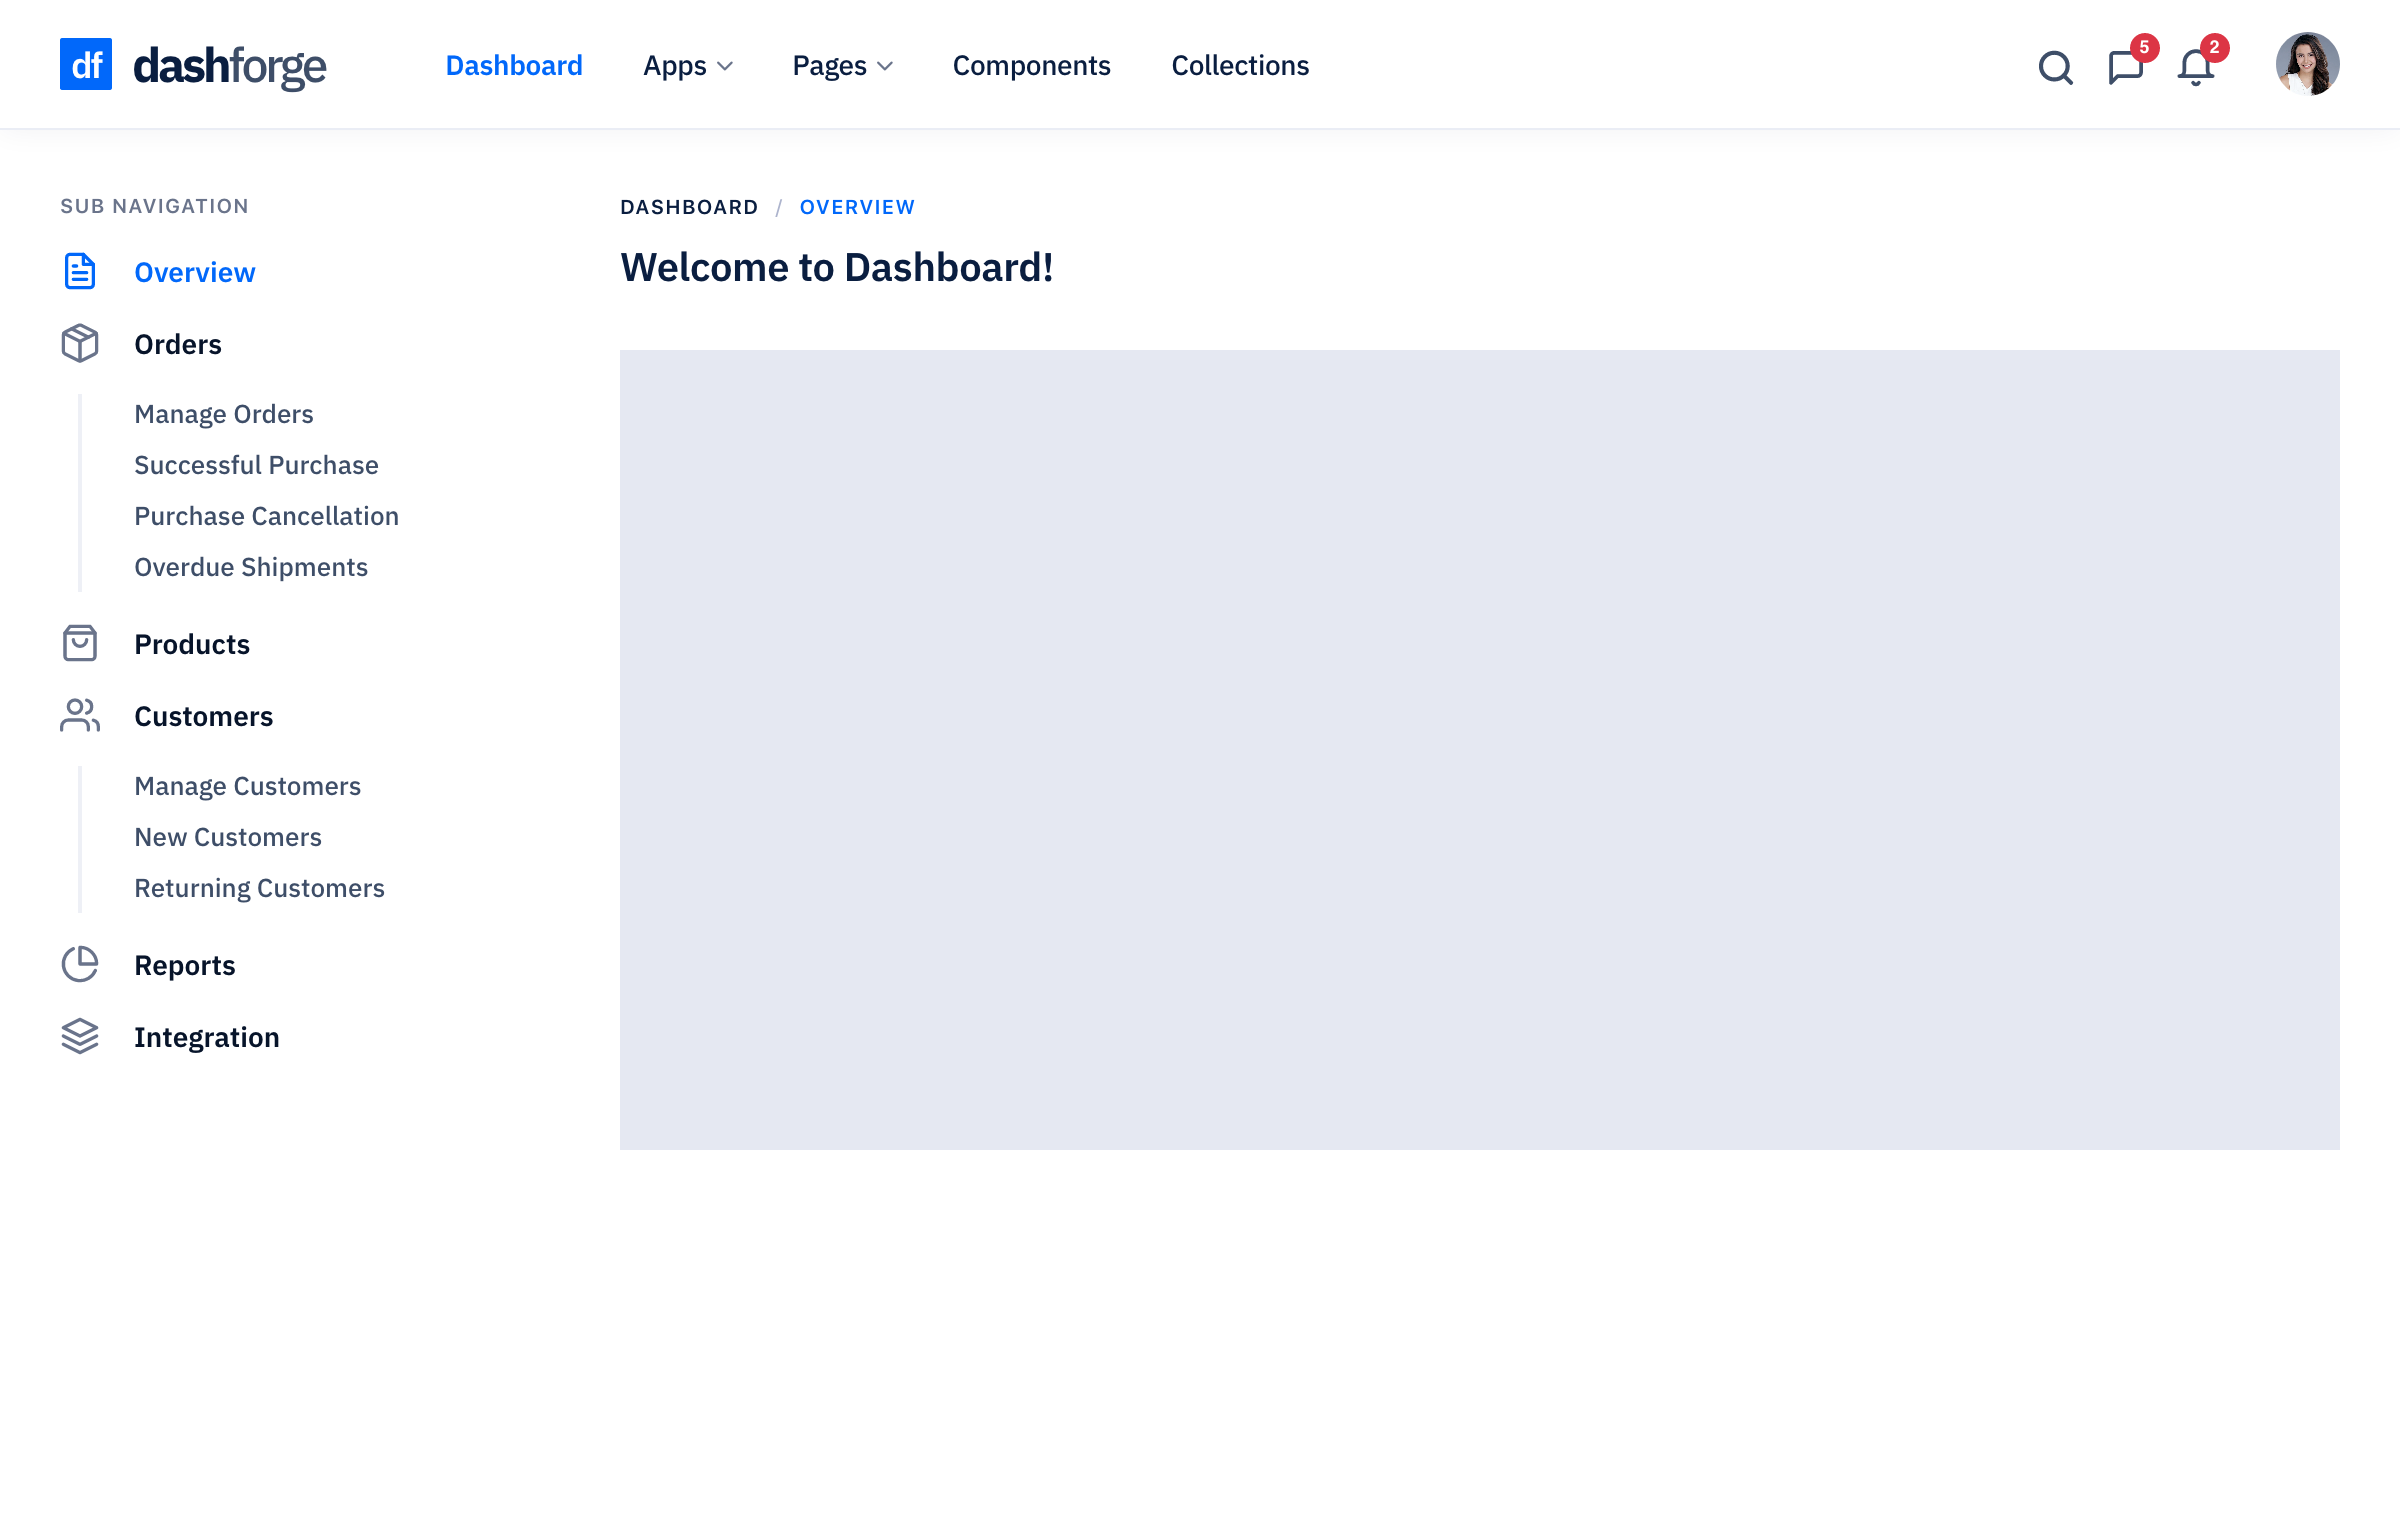 df dashforge Dashboard Apps Pages Components Collections 5 2
SUB NAVIGATION
Overview
Orders
Manage Orders
Successful Purchase
Purchase Cancellation
Overdue Shipments
Products
Customers
Manage Customers
New Customers
Returning Customers
Reports
Integration
DASHBOARD / OVERVIEW
Welcome to Dashboard!